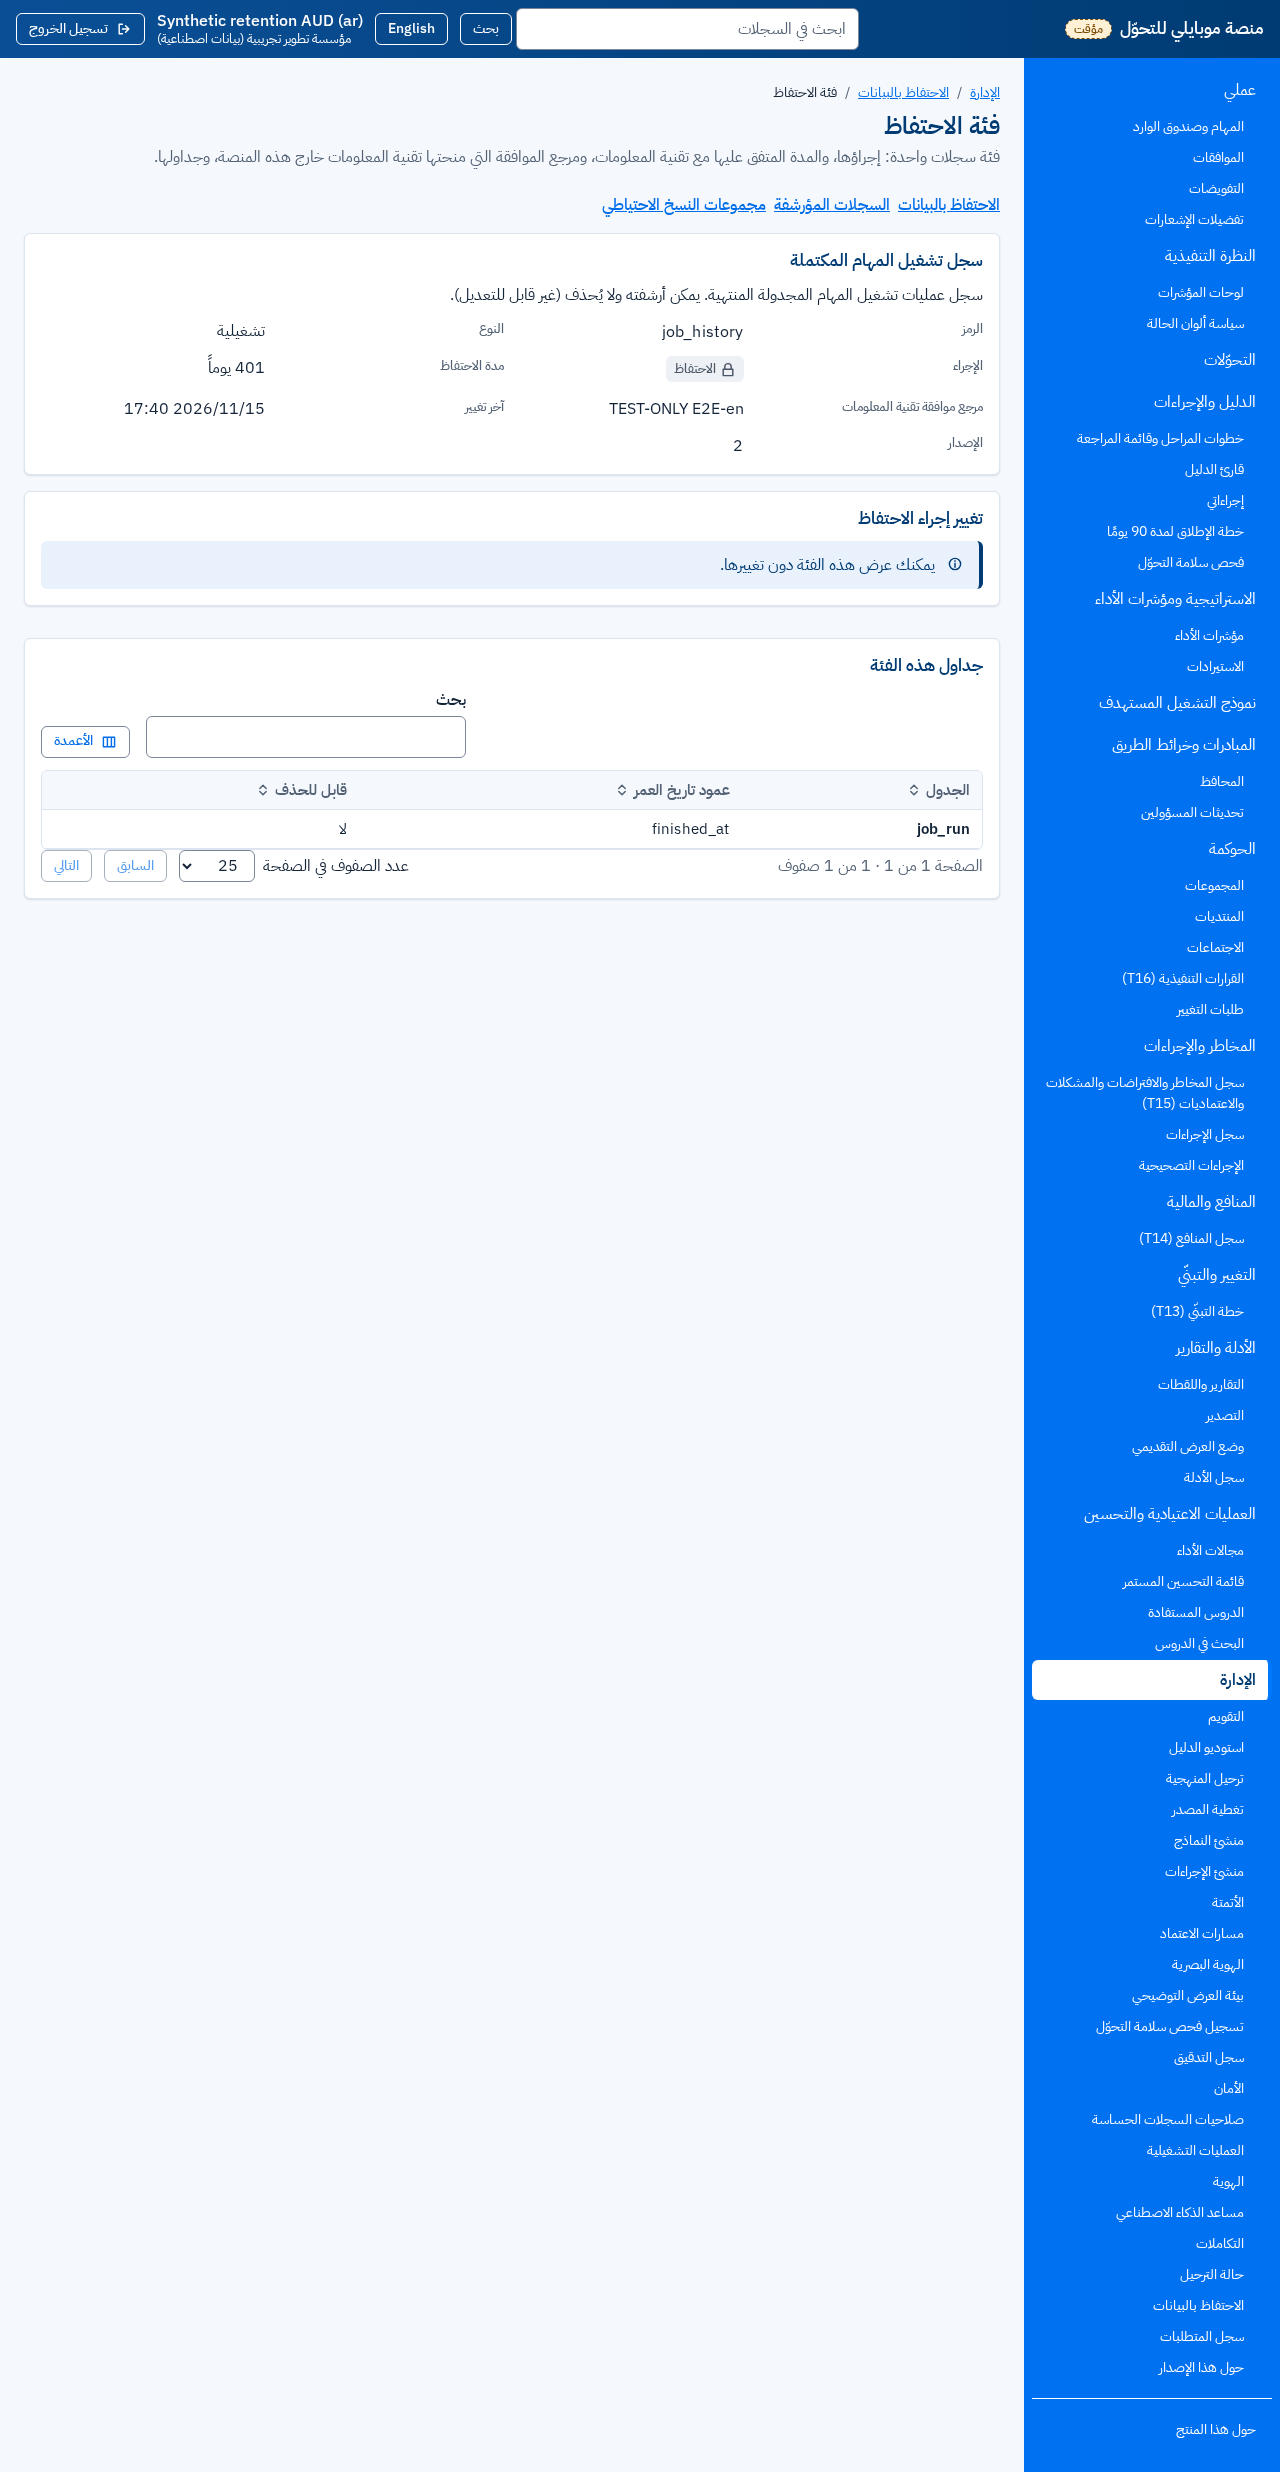 منصة موبايلي للتحوّل
مؤقت
ابحث في السجلات
بحث
English
Synthetic retention AUD (ar)
مؤسسة تطوير تجريبية (بيانات اصطناعية)
تسجيل الخروج
عملي
المهام وصندوق الوارد
الموافقات
التفويضات
تفضيلات الإشعارات
النظرة التنفيذية
لوحات المؤشرات
سياسة ألوان الحالة
التحوّلات
الدليل والإجراءات
خطوات المراحل وقائمة المراجعة
قارئ الدليل
إجراءاتي
خطة الإطلاق لمدة 90 يومًا
فحص سلامة التحوّل
الاستراتيجية ومؤشرات الأداء
مؤشرات الأداء
الاستيرادات
نموذج التشغيل المستهدف
المبادرات وخرائط الطريق
المحافظ
تحديثات المسؤولين
الحوكمة
المجموعات
المنتديات
الاجتماعات
القرارات التنفيذية (T16)
طلبات التغيير
المخاطر والإجراءات
سجل المخاطر والافتراضات والمشكلات
والاعتماديات (T15)
سجل الإجراءات
الإجراءات التصحيحية
المنافع والمالية
سجل المنافع (T14)
التغيير والتبنّي
خطة التبنّي (T13)
الأدلة والتقارير
التقارير واللقطات
التصدير
وضع العرض التقديمي
سجل الأدلة
العمليات الاعتيادية والتحسين
مجالات الأداء
قائمة التحسين المستمر
الدروس المستفادة
البحث في الدروس
الإدارة
التقويم
استوديو الدليل
ترحيل المنهجية
تغطية المصدر
منشئ النماذج
منشئ الإجراءات
الأتمتة
مسارات الاعتماد
الهوية البصرية
بيئة العرض التوضيحي
تسجيل فحص سلامة التحوّل
سجل التدقيق
الأمان
صلاحيات السجلات الحساسة
العمليات التشغيلية
الهوية
مساعد الذكاء الاصطناعي
التكاملات
حالة الترحيل
الاحتفاظ بالبيانات
سجل المتطلبات
حول هذا الإصدار
حول هذا المنتج
الإدارة / الاحتفاظ بالبيانات / فئة الاحتفاظ
فئة الاحتفاظ
فئة سجلات واحدة: إجراؤها، والمدة المتفق عليها مع تقنية المعلومات، ومرجع الموافقة التي منحتها تقنية المعلومات خارج هذه المنصة، وجداولها.
الاحتفاظ بالبيانات السجلات المؤرشفة مجموعات النسخ الاحتياطي
سجل تشغيل المهام المكتملة
سجل عمليات تشغيل المهام المجدولة المنتهية. يمكن أرشفته ولا يُحذف (غير قابل للتعديل).
الرمز job_history النوع تشغيلية
الإجراء الاحتفاظ مدة الاحتفاظ 401 يوماً
مرجع موافقة تقنية المعلومات TEST-ONLY E2E-en آخر تغيير 2026/11/15 17:40
الإصدار 2
تغيير إجراء الاحتفاظ
يمكنك عرض هذه الفئة دون تغييرها.
جداول هذه الفئة
بحث
الأعمدة
الجدول عمود تاريخ العمر قابل للحذف
job_run finished_at لا
الصفحة 1 من 1 · 1 من 1 صفوف
عدد الصفوف في الصفحة 25 السابق التالي